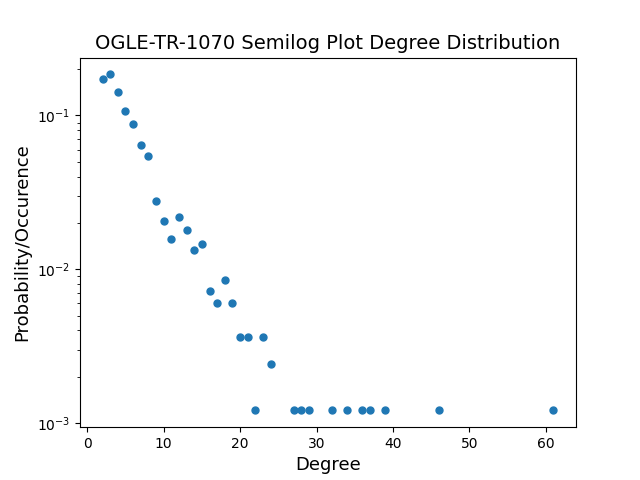 OGLE-TR-1070 Semilog Plot Degree Distribution
Probability/Occurence
10⁻¹
10⁻²
10⁻³
0 10 20 30 40 50 60
Degree